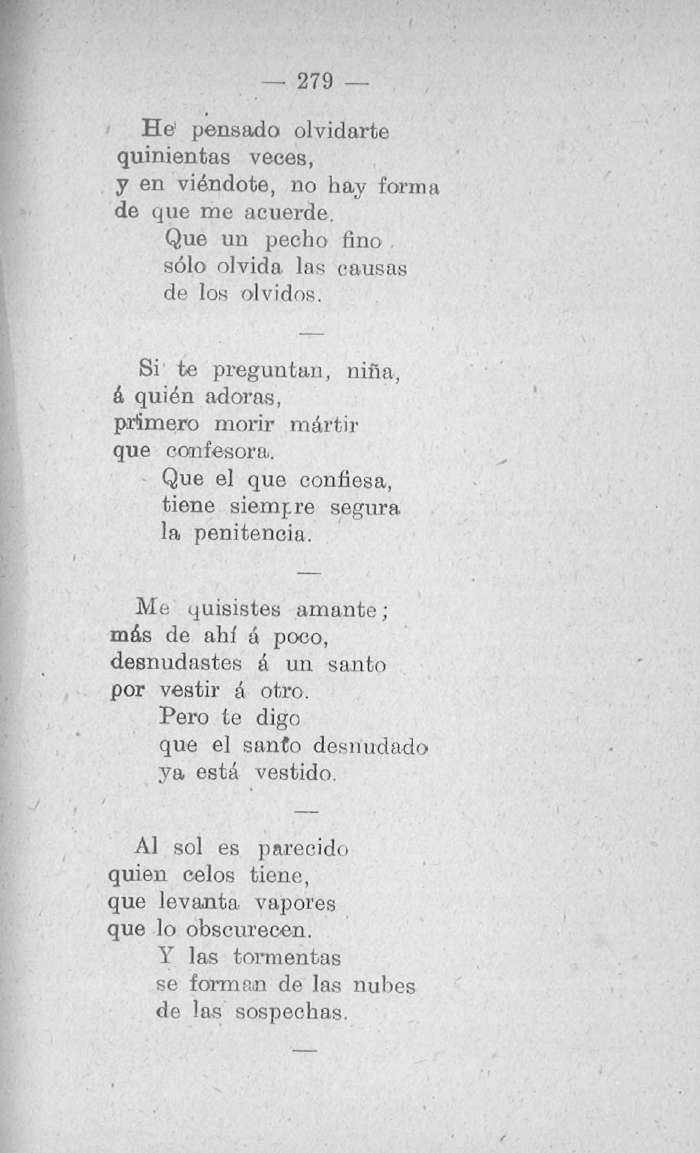 — 279 —
He pensado olvidarte
quinientas veces,
y en viéndote, no hay forma
de que me acuerde.
Que un pecho fino
sólo olvida las causas
de los olvidos.
—
Si te preguntan, niña,
á quién adoras,
primero morir mártir
que confesora.
Que el que confiesa,
tiene siempre segura
la penitencia.
—
Me quisistes amante;
más de ahí á poco,
desnudastes á un santo
por vestir á otro.
Pero te digo
que el santo desnudado
ya está vestido.
—
Al sol es parecido
quien celos tiene,
que levanta vapores
que lo obscurecen.
Y las tormentas
se forman de las nubes
de las sospechas.
—